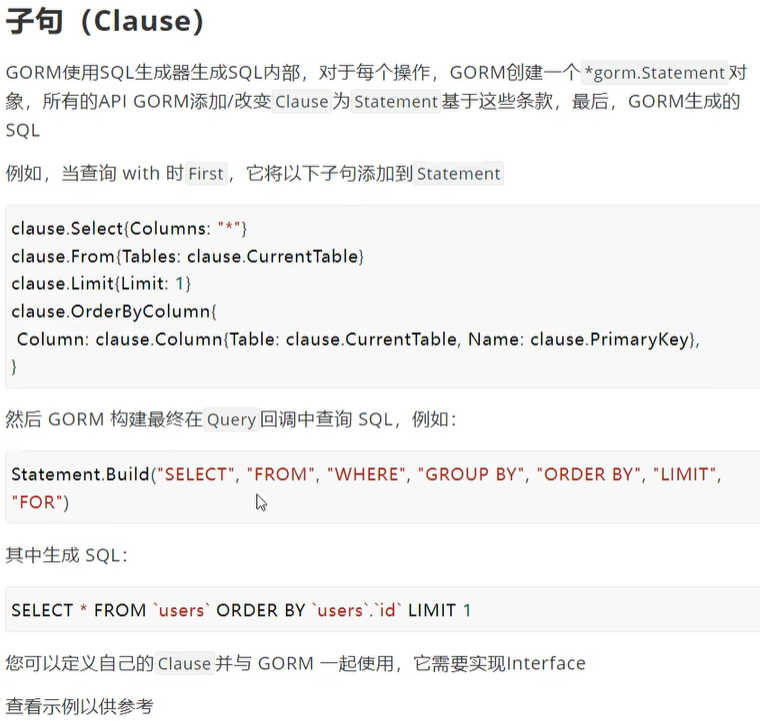 子句（Clause）
GORM使用SQL生成器生成SQL内部，对于每个操作，GORM创建一个*gorm.Statement对
象，所有的API GORM添加/改变Clause为Statement基于这些条款，最后，GORM生成的
SQL
例如，当查询 with 时First，它将以下子句添加到Statement
clause.Select{Columns: "*"}
clause.From{Tables: clause.CurrentTable}
clause.Limit{Limit: 1}
clause.OrderByColumn{
 Column: clause.Column{Table: clause.CurrentTable, Name: clause.PrimaryKey},
}
然后 GORM 构建最终在Query回调中查询 SQL，例如：
Statement.Build("SELECT", "FROM", "WHERE", "GROUP BY", "ORDER BY", "LIMIT",
"FOR")
其中生成 SQL：
SELECT * FROM `users` ORDER BY `users`.`id` LIMIT 1
您可以定义自己的Clause并与 GORM 一起使用，它需要实现Interface
查看示例以供参考